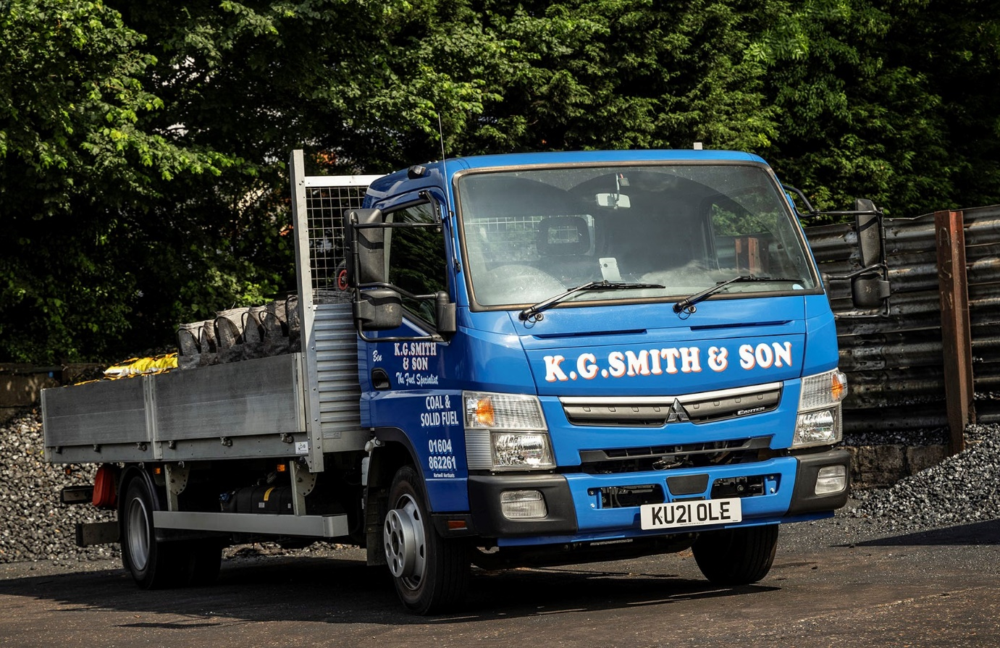 K.G.SMITH & SON
CANTER
KU21 OLE
Ben
K.G.SMITH
& SON
The Fuel Specialist
COAL &
SOLID FUEL
01604
862261